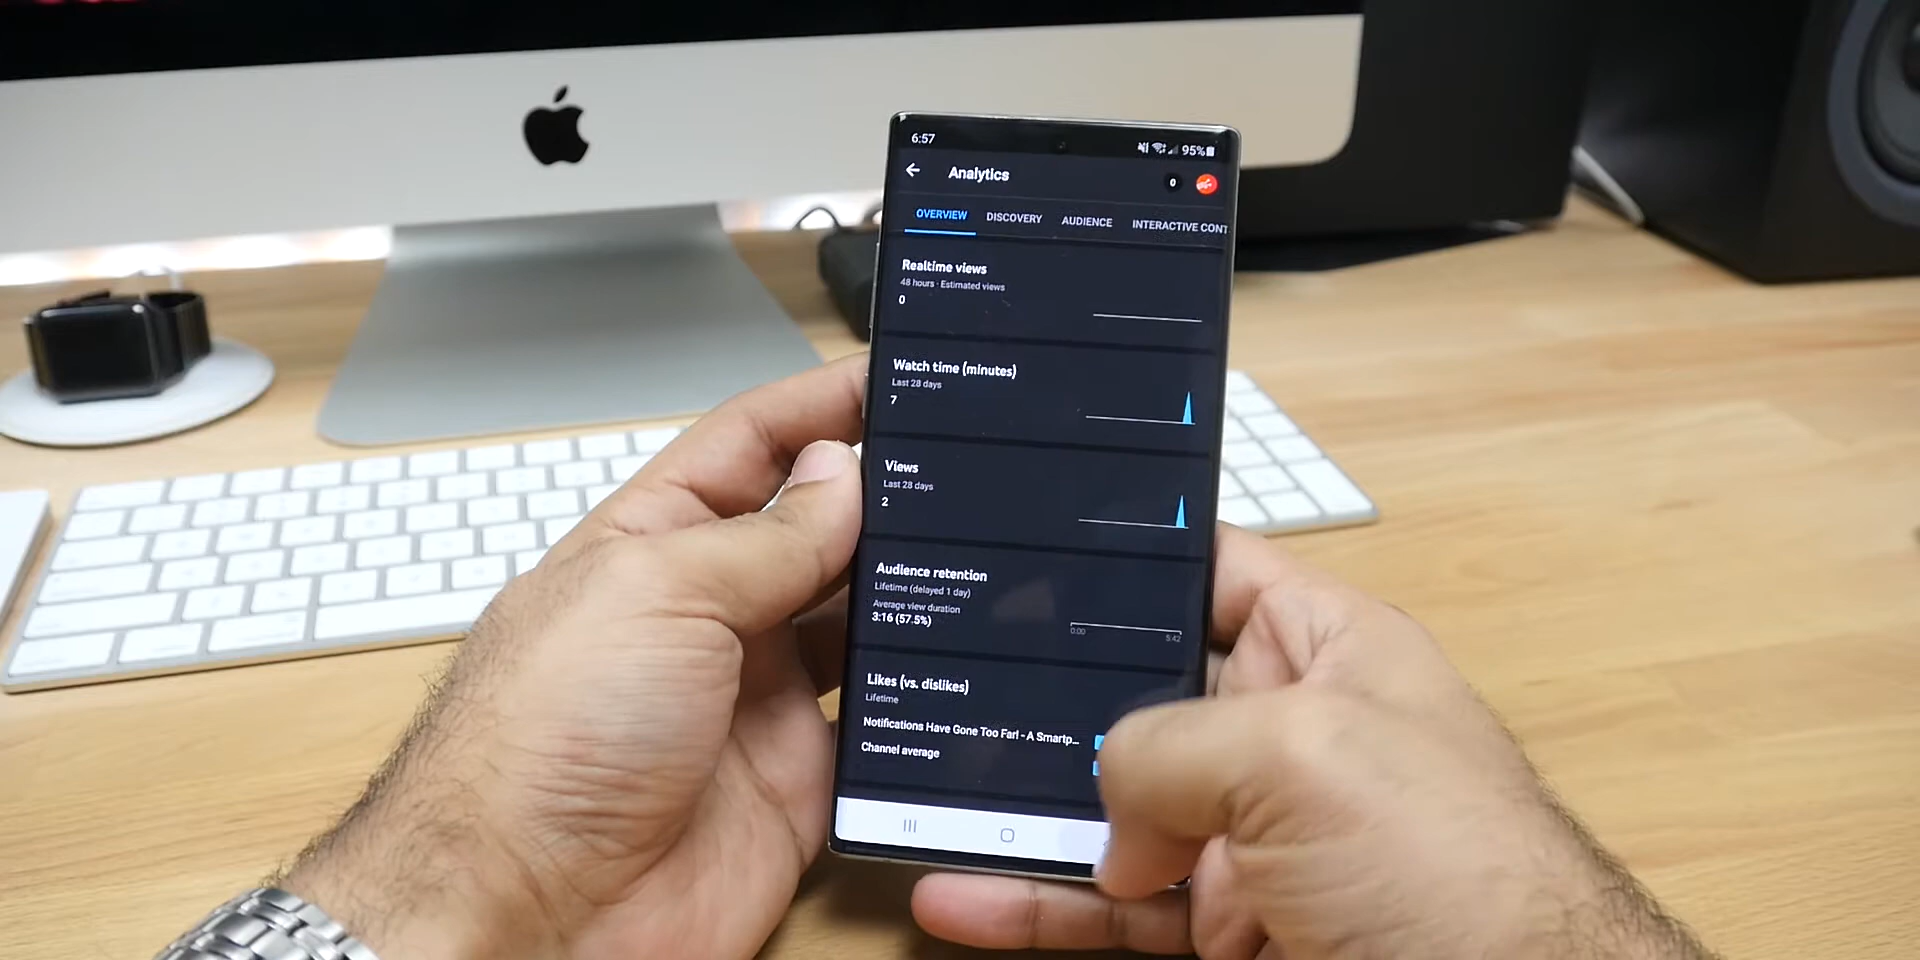 6:57
95%
Analytics
0
OVERVIEW DISCOVERY AUDIENCE INTERACTIVE CONT
Realtime views
48 hours · Estimated views
0
Watch time (minutes)
Last 28 days
7
Views
Last 28 days
2
Audience retention
Lifetime (delayed 1 day)
Average view duration
3:16 (57.5%)
0:00 5:42
Likes (vs. dislikes)
Lifetime
Notifications Have Gone Too Far! - A Smartp...
Channel average